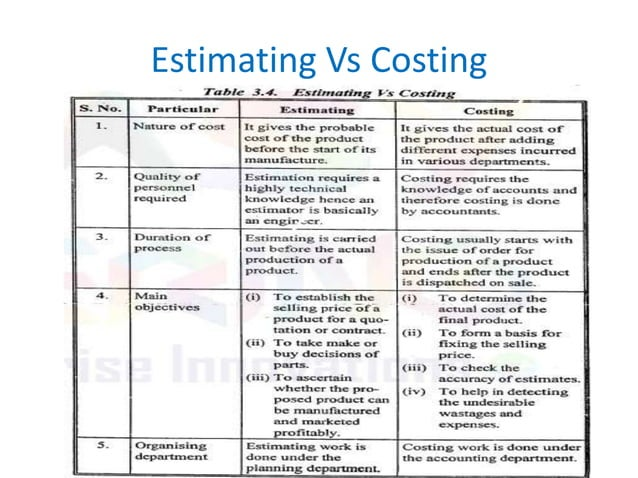 Estimating Vs Costing
Table 3.4. Estimating Vs Costing
S. No. Particular Estimating Costing
1. Nature of cost It gives the probable
cost of the product
before the start of its
manufacture.
It gives the actual cost of
the product after adding
different expenses incurred
in various departments.
2. Quality of
personnel
required
Estimation requires a
highly technical
knowledge hence an
estimator is basically
an engineer.
Costing requires the
knowledge of accounts and
therefore costing is done
by accountants.
3. Duration of
process
Estimating is carried
out before the actual
production of a
product.
Costing usually starts with
the issue of order for
production of a product
and ends after the product
is dispatched on sale.
4. Main
objectives
(i) To establish the
selling price of a
product for a quo-
tation or contract.
(ii) To take make or
buy decisions of
parts.
(iii) To ascertain
whether the pro-
posed product can
be manufactured
and marketed
profitably.
(i) To determine the
actual cost of the
final product.
(ii) To form a basis for
fixing the selling
price.
(iii) To check the
accuracy of estimates.
(iv) To help in detecting
the undesirable
wastages and
expenses.
5. Organising
department
Estimating work is
done under the
planning department.
Costing work is done under
the accounting department.